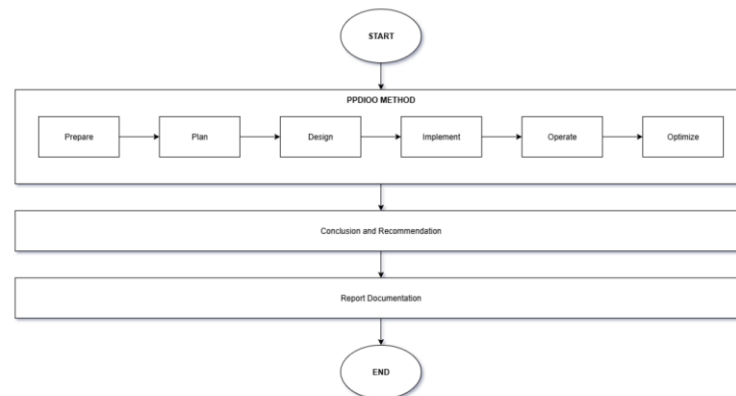 START
PPDIOO METHOD
Prepare
Plan
Design
Implement
Operate
Optimize
Conclusion and Recommendation
Report Documentation
END